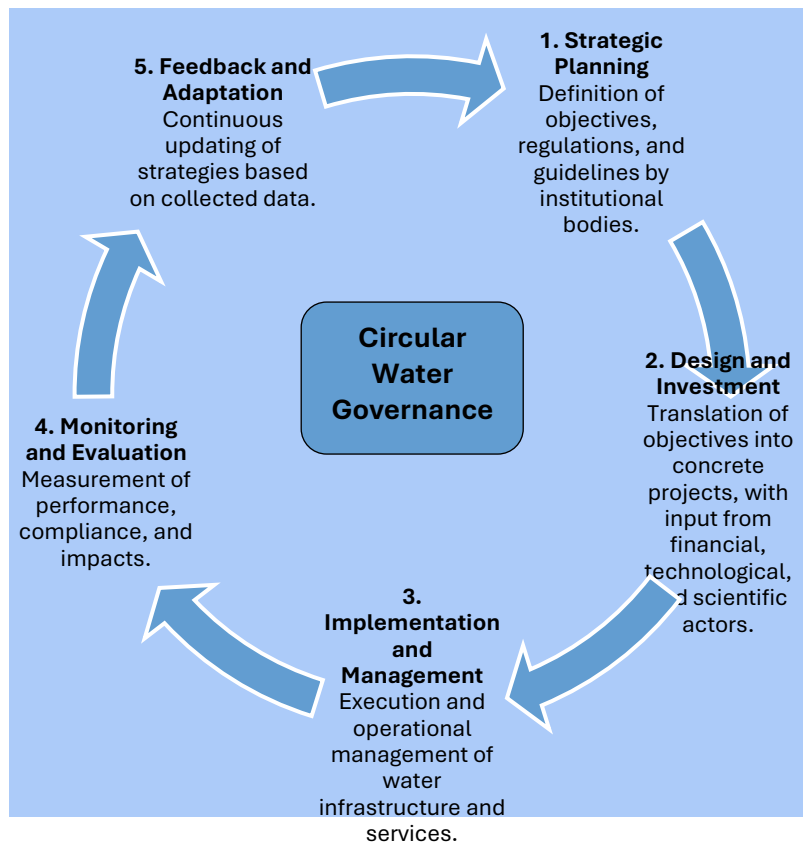 1. Strategic
Planning
Definition of
objectives,
regulations, and
guidelines by
institutional
bodies.
2. Design and
Investment
Translation of
objectives into
concrete
projects, with
input from
financial,
technological,
scientific
actors.
3.
Implementation
and
Management
Execution and
operational
management of
water
infrastructure and
services.
4. Monitoring
and Evaluation
Measurement of
performance,
compliance, and
impacts.
5. Feedback and
Adaptation
Continuous
updating of
strategies based
on collected data.
Circular
Water
Governance